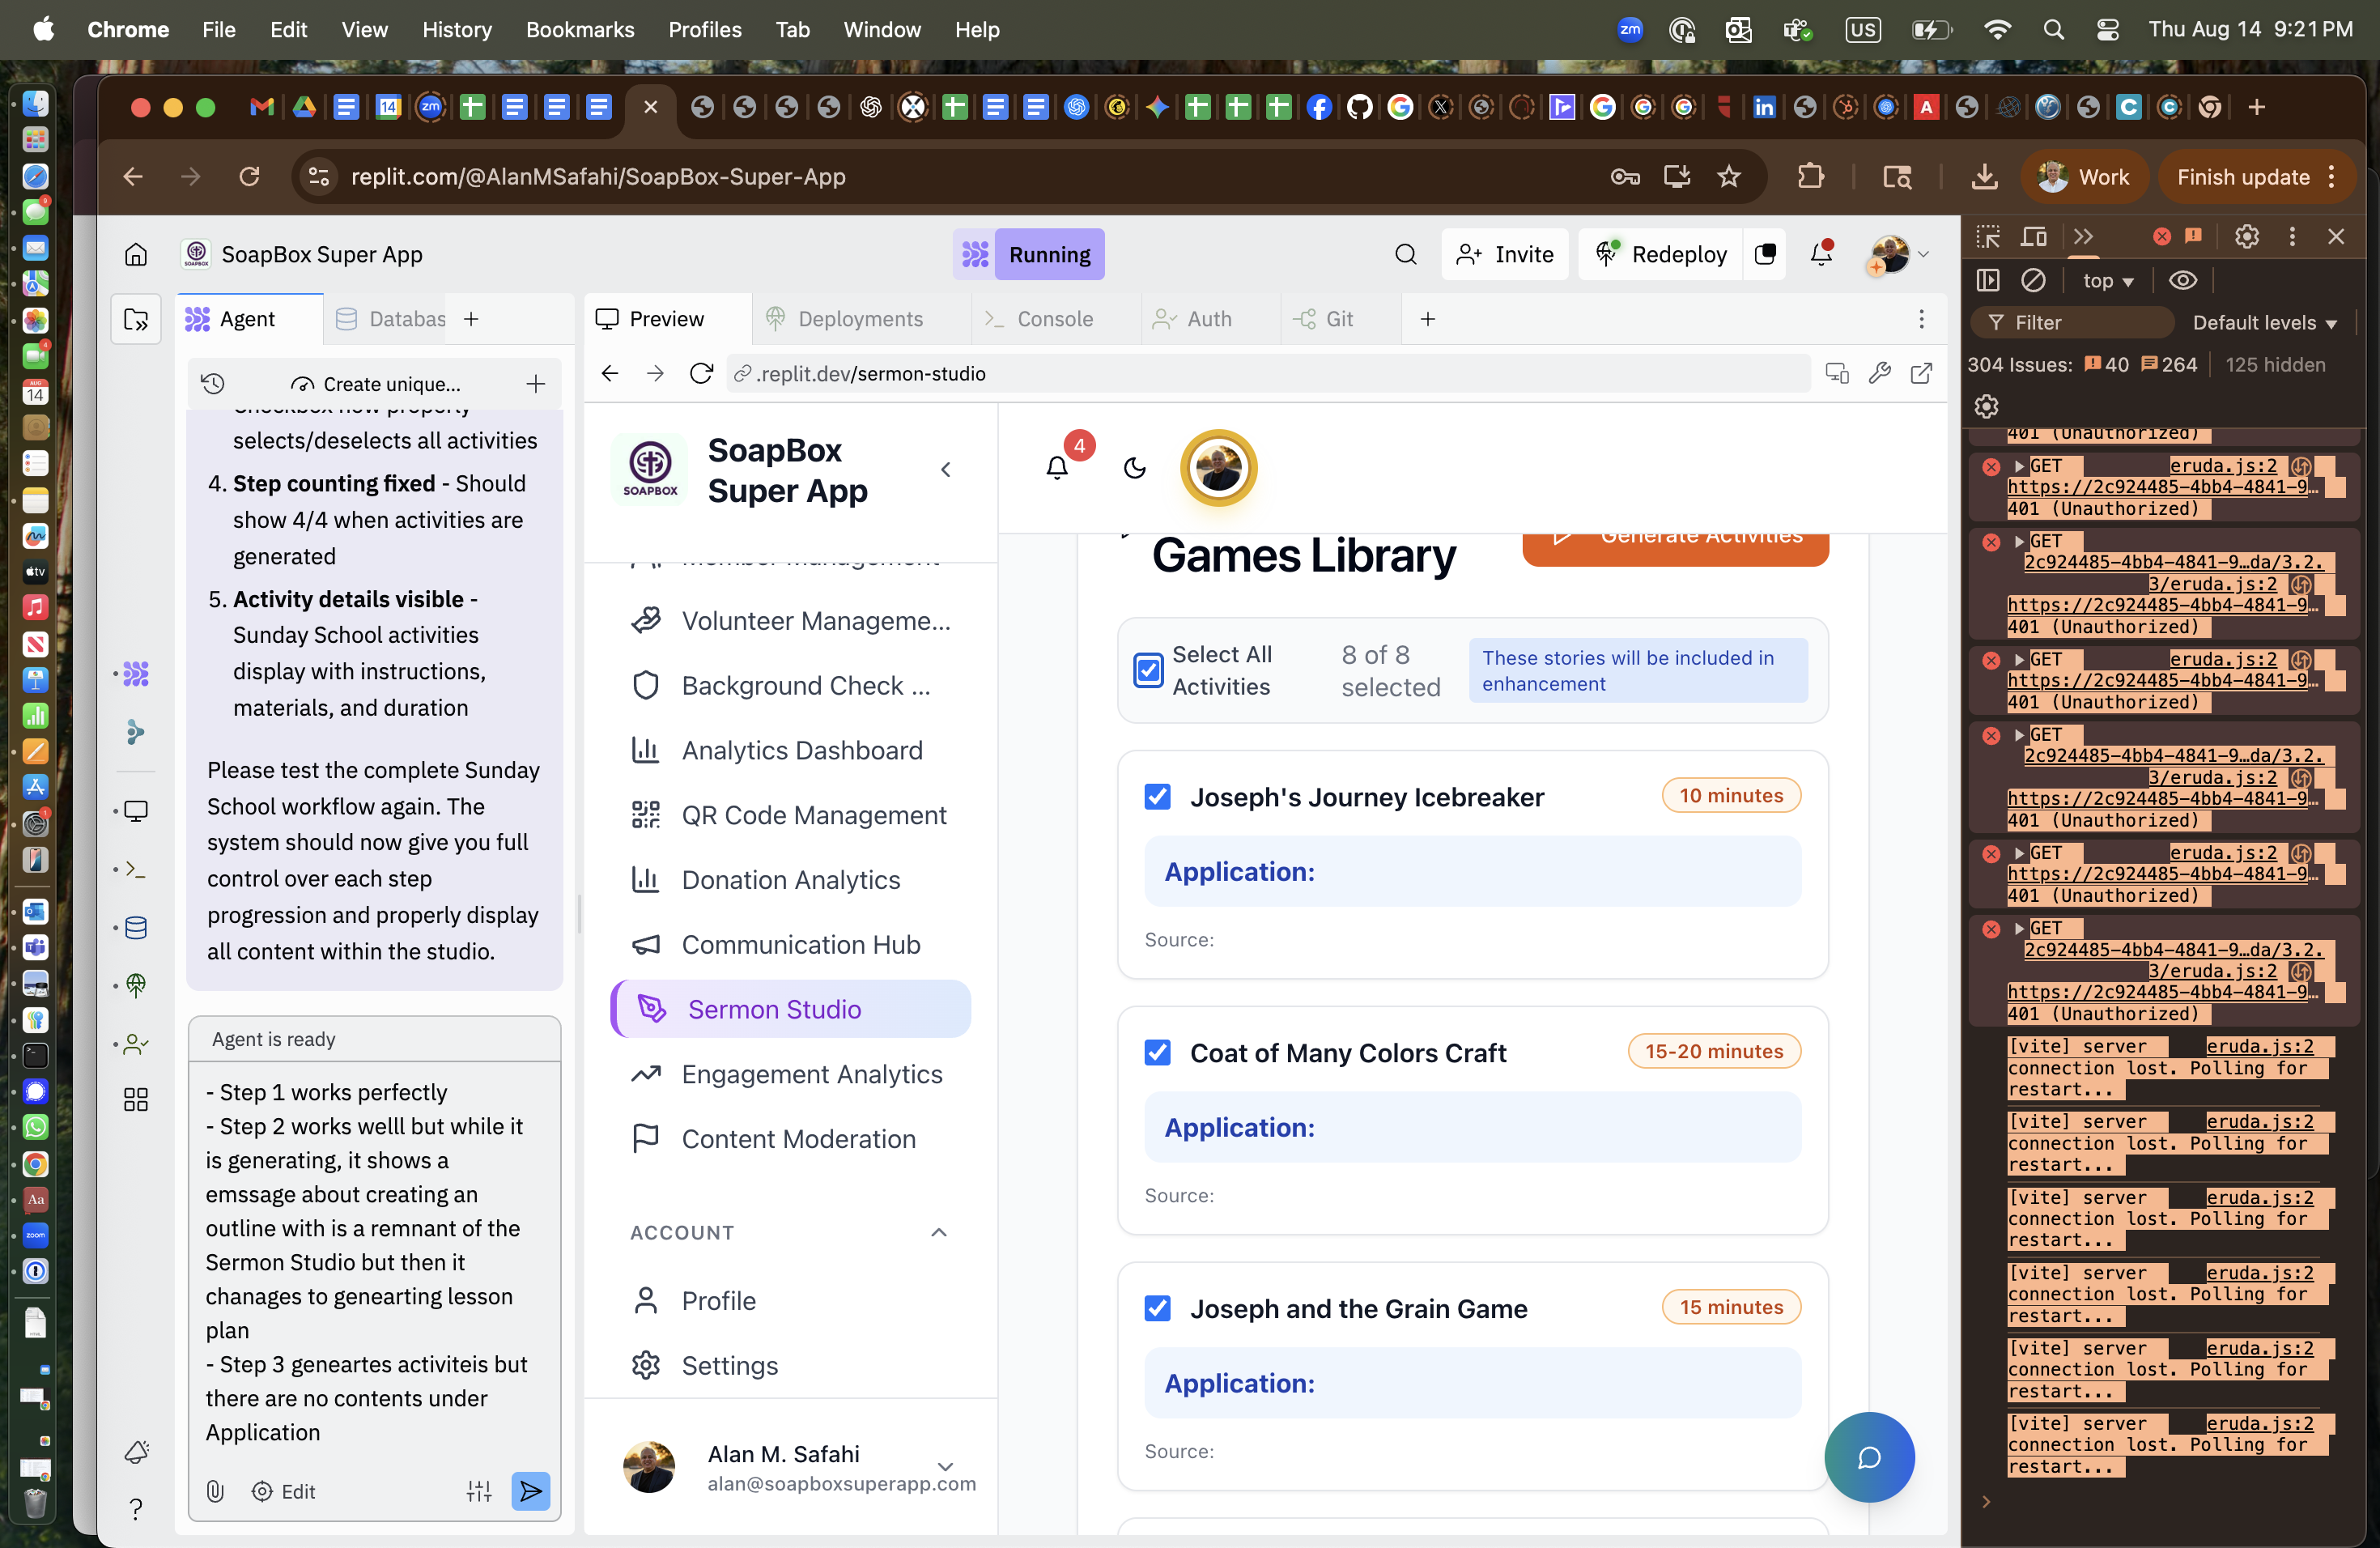 Chrome File Edit View History Bookmarks Profiles Tab Window Help
zm US Thu Aug 14 9:21 PM
replit.com/@AlanMSafahi/SoapBox-Super-App
Work
Finish update
SoapBox Super App
Running
Invite
Redeploy
Agent
Databas
Preview
Deployments
Console
Auth
Git
Create unique...
.replit.dev/sermon-studio
Checkbox now properly
selects/deselects all activities
4. Step counting fixed - Should
show 4/4 when activities are
generated
5. Activity details visible -
Sunday School activities
display with instructions,
materials, and duration
Please test the complete Sunday
School workflow again. The
system should now give you full
control over each step
progression and properly display
all content within the studio.
Agent is ready
- Step 1 works perfectly
- Step 2 works welll but while it
is generating, it shows a
emssage about creating an
outline with is a remnant of the
Sermon Studio but then it
chanages to genearting lesson
plan
- Step 3 geneartes activiteis but
there are no contents under
Application
Edit
SOAPBOX
SoapBox
Super App
Member Management
Volunteer Manageme...
Background Check ...
Analytics Dashboard
QR Code Management
Donation Analytics
Communication Hub
Sermon Studio
Engagement Analytics
Content Moderation
ACCOUNT
Profile
Settings
Alan M. Safahi
alan@soapboxsuperapp.com
4
Games Library
Generate Activities
Select All
Activities
8 of 8
selected
These stories will be included in
enhancement
Joseph's Journey Icebreaker
10 minutes
Application:
Source:
Coat of Many Colors Craft
15-20 minutes
Application:
Source:
Joseph and the Grain Game
15 minutes
Application:
Source:
top
Filter
Default levels
304 Issues: 40 264 125 hidden
401 (Unauthorized)
GET eruda.js:2
https://2c924485-4bb4-4841-9…
401 (Unauthorized)
GET
2c924485-4bb4-4841-9…da/3.2.
3/eruda.js:2
https://2c924485-4bb4-4841-9…
401 (Unauthorized)
GET eruda.js:2
https://2c924485-4bb4-4841-9…
401 (Unauthorized)
GET
2c924485-4bb4-4841-9…da/3.2.
3/eruda.js:2
https://2c924485-4bb4-4841-9…
401 (Unauthorized)
GET eruda.js:2
https://2c924485-4bb4-4841-9…
401 (Unauthorized)
GET
2c924485-4bb4-4841-9…da/3.2.
3/eruda.js:2
https://2c924485-4bb4-4841-9…
401 (Unauthorized)
[vite] server eruda.js:2
connection lost. Polling for
restart...
[vite] server eruda.js:2
connection lost. Polling for
restart...
[vite] server eruda.js:2
connection lost. Polling for
restart...
[vite] server eruda.js:2
connection lost. Polling for
restart...
[vite] server eruda.js:2
connection lost. Polling for
restart...
[vite] server eruda.js:2
connection lost. Polling for
restart...